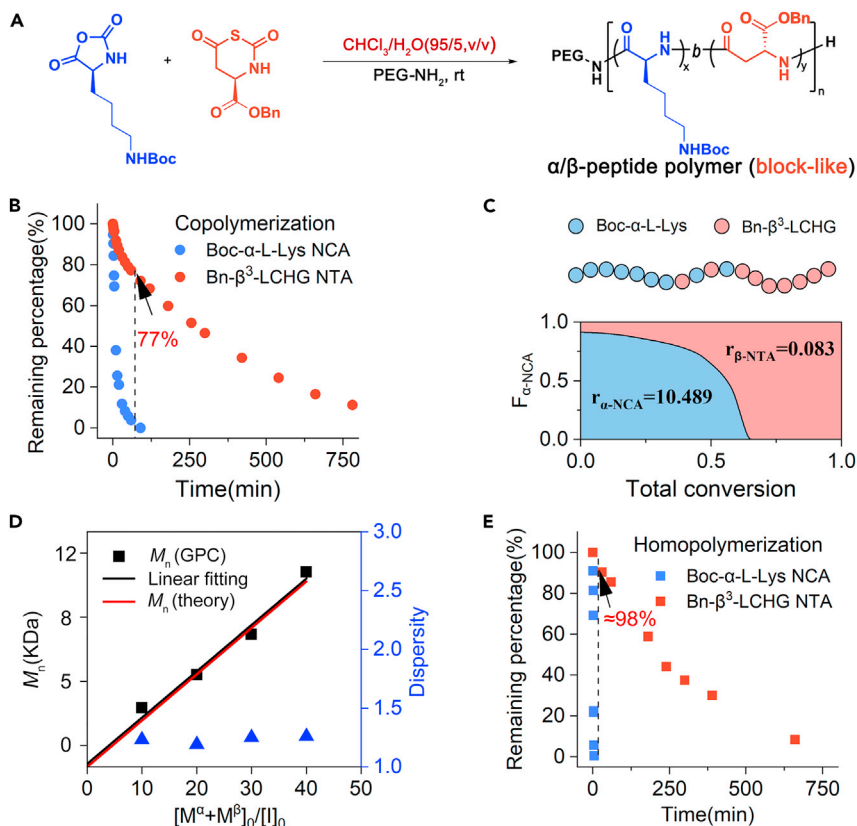 A
O
O
O
NH
NHBoc
+
O
S
O
NH
O
OBn
CHCl₃/H₂O(95/5,v/v)
PEG-NH₂, rt
PEG
N
H
O
H
N
x
b
O
O
OBn
N
H
y
H
n
NHBoc
α/β-peptide polymer (block-like)
B
Copolymerization
Boc-α-L-Lys NCA
Bn-β³-LCHG NTA
77%
Remaining percentage(%)
100
80
60
40
20
0
0 250 500 750
Time(min)
C
Boc-α-L-Lys Bn-β³-LCHG
rβ-NTA=0.083
rα-NCA=10.489
Fα-NCA
1.0
0.5
0.0
0.0 0.5 1.0
Total conversion
D
Mn (GPC)
Linear fitting
Mn (theory)
Mn(KDa)
12
8
5
0
0 10 20 30 40
[Mᵅ+Mᵝ]₀/[I]₀
3.0
2.5
2.0
1.5
1.0
Dispersity
E
Homopolymerization
Boc-α-L-Lys NCA
Bn-β³-LCHG NTA
≈98%
Remaining percentage(%)
100
80
60
40
20
0
0 250 500 750
Time(min)